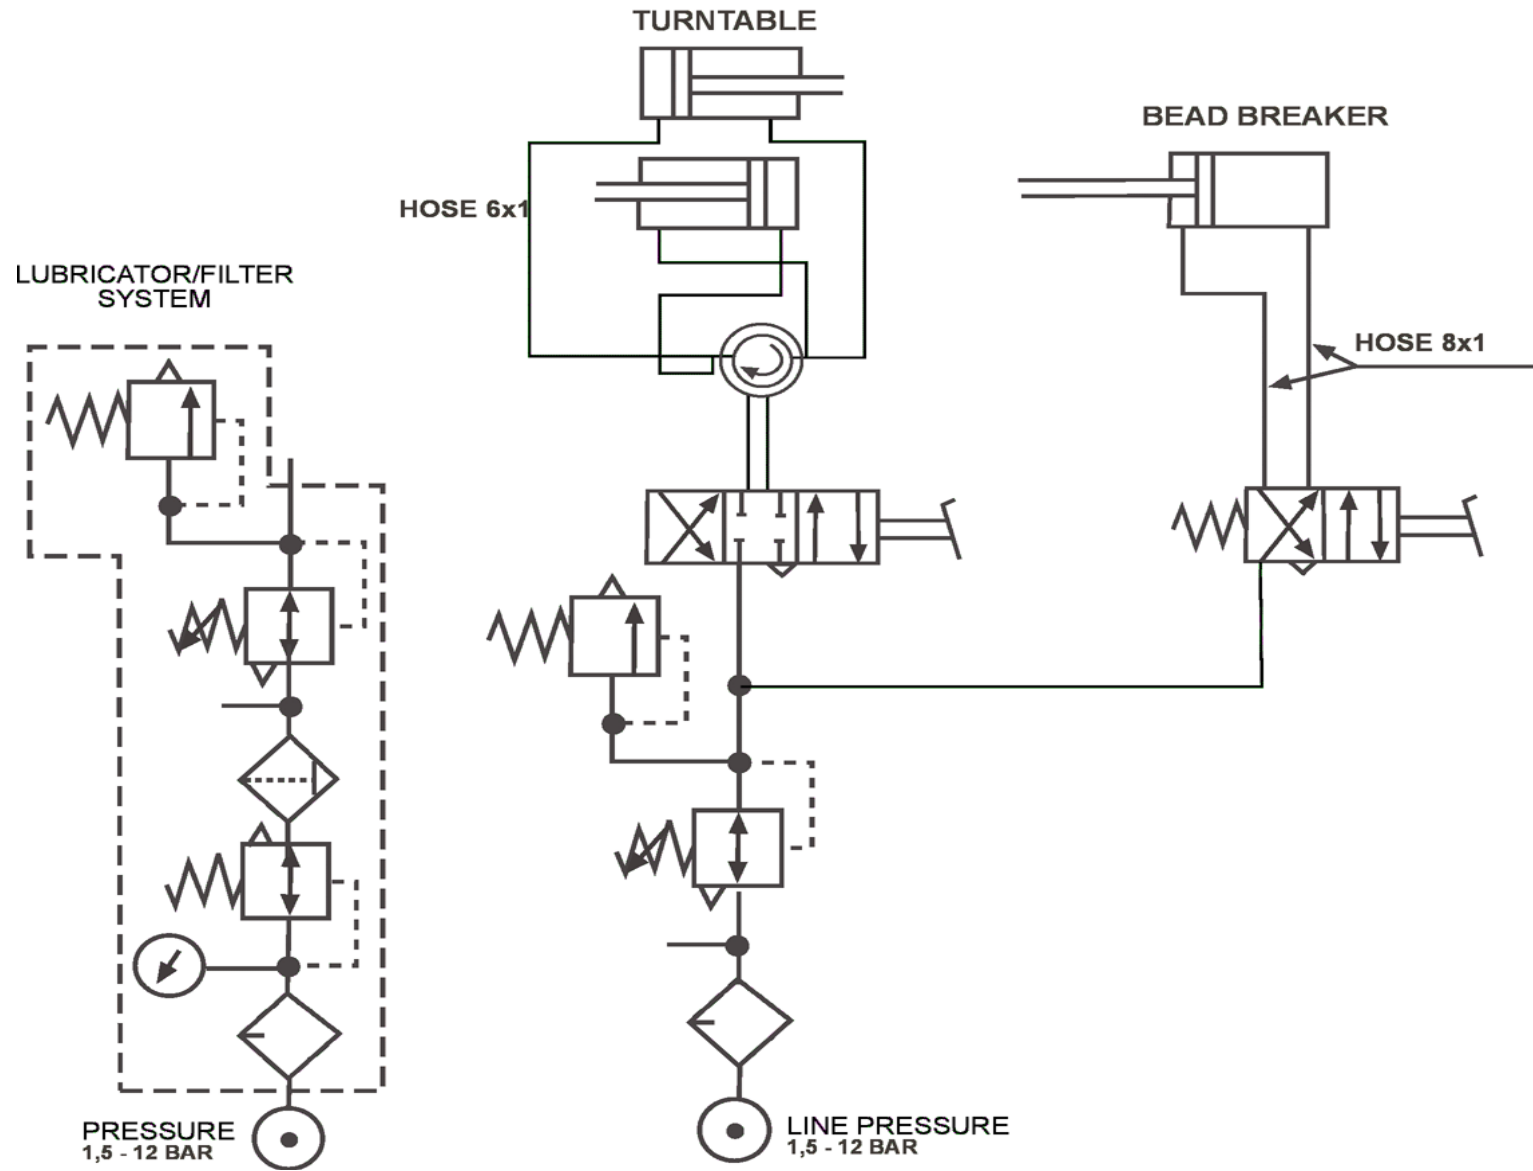 TURNTABLE
BEAD BREAKER
HOSE 6x1
LUBRICATOR/FILTER
SYSTEM
HOSE 8x1
PRESSURE
1,5 - 12 BAR
LINE PRESSURE
1,5 - 12 BAR